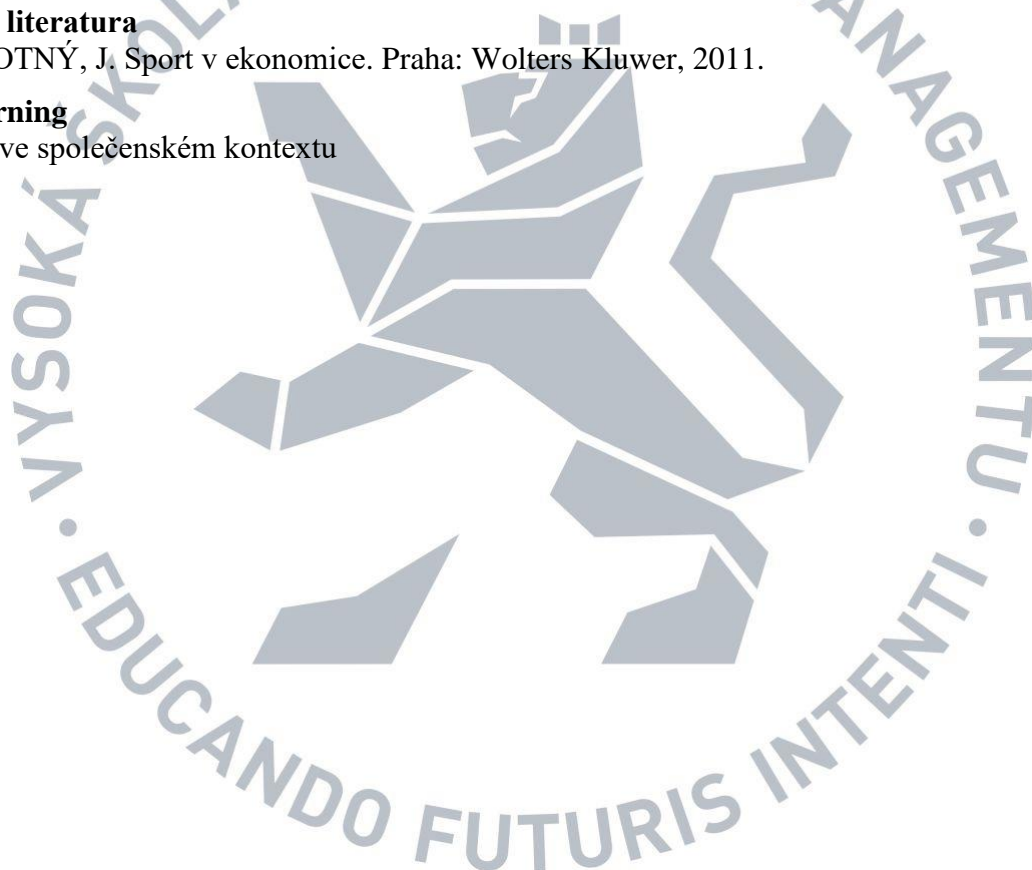 literatura
OTNÝ, J. Sport v ekonomice. Praha: Wolters Kluwer, 2011.
rning
ve společenském kontextu
VYSOKÁ ŠKOL ANAGEMENTU • EDUCANDO FUTURIS INTENTI •